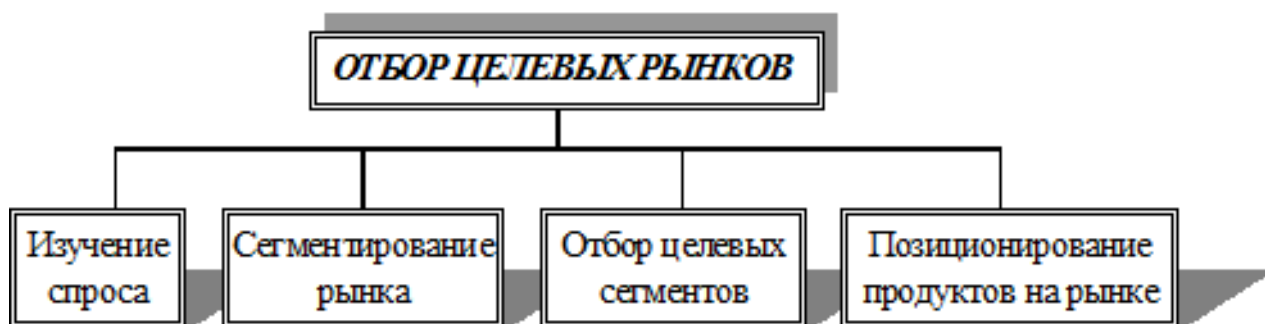 ОТБОР ЦЕЛЕВЫХ РЫНКОВ
Изучение
спроса
Сегментирование
рынка
Отбор целевых
сегментов
Позиционирование
продуктов на рынке